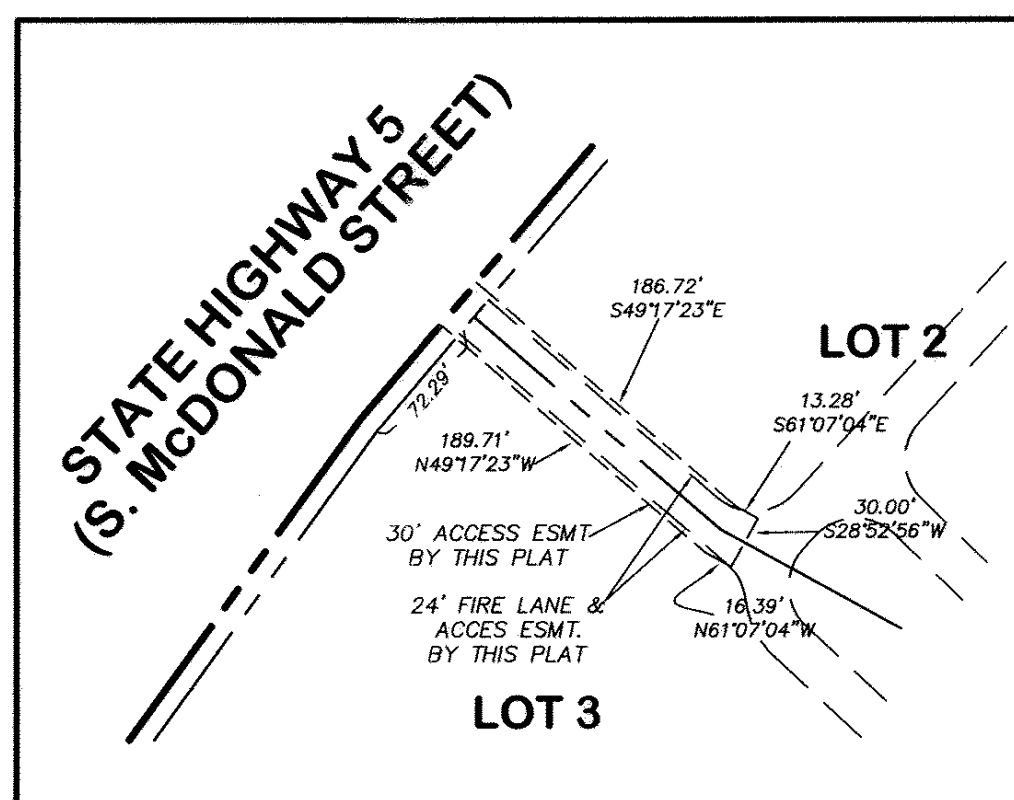 STATE HIGHWAY 5
(S. McDONALD STREET)
186.72'
S49°17'23"E
LOT 2
13.28'
S61°07'04"E
72.29'
189.71'
N49°17'23"W
30.00'
S28°52'56"W
30' ACCESS ESMT
BY THIS PLAT
24' FIRE LANE &
ACCES ESMT.
BY THIS PLAT
16.39'
N61°07'04"W
LOT 3